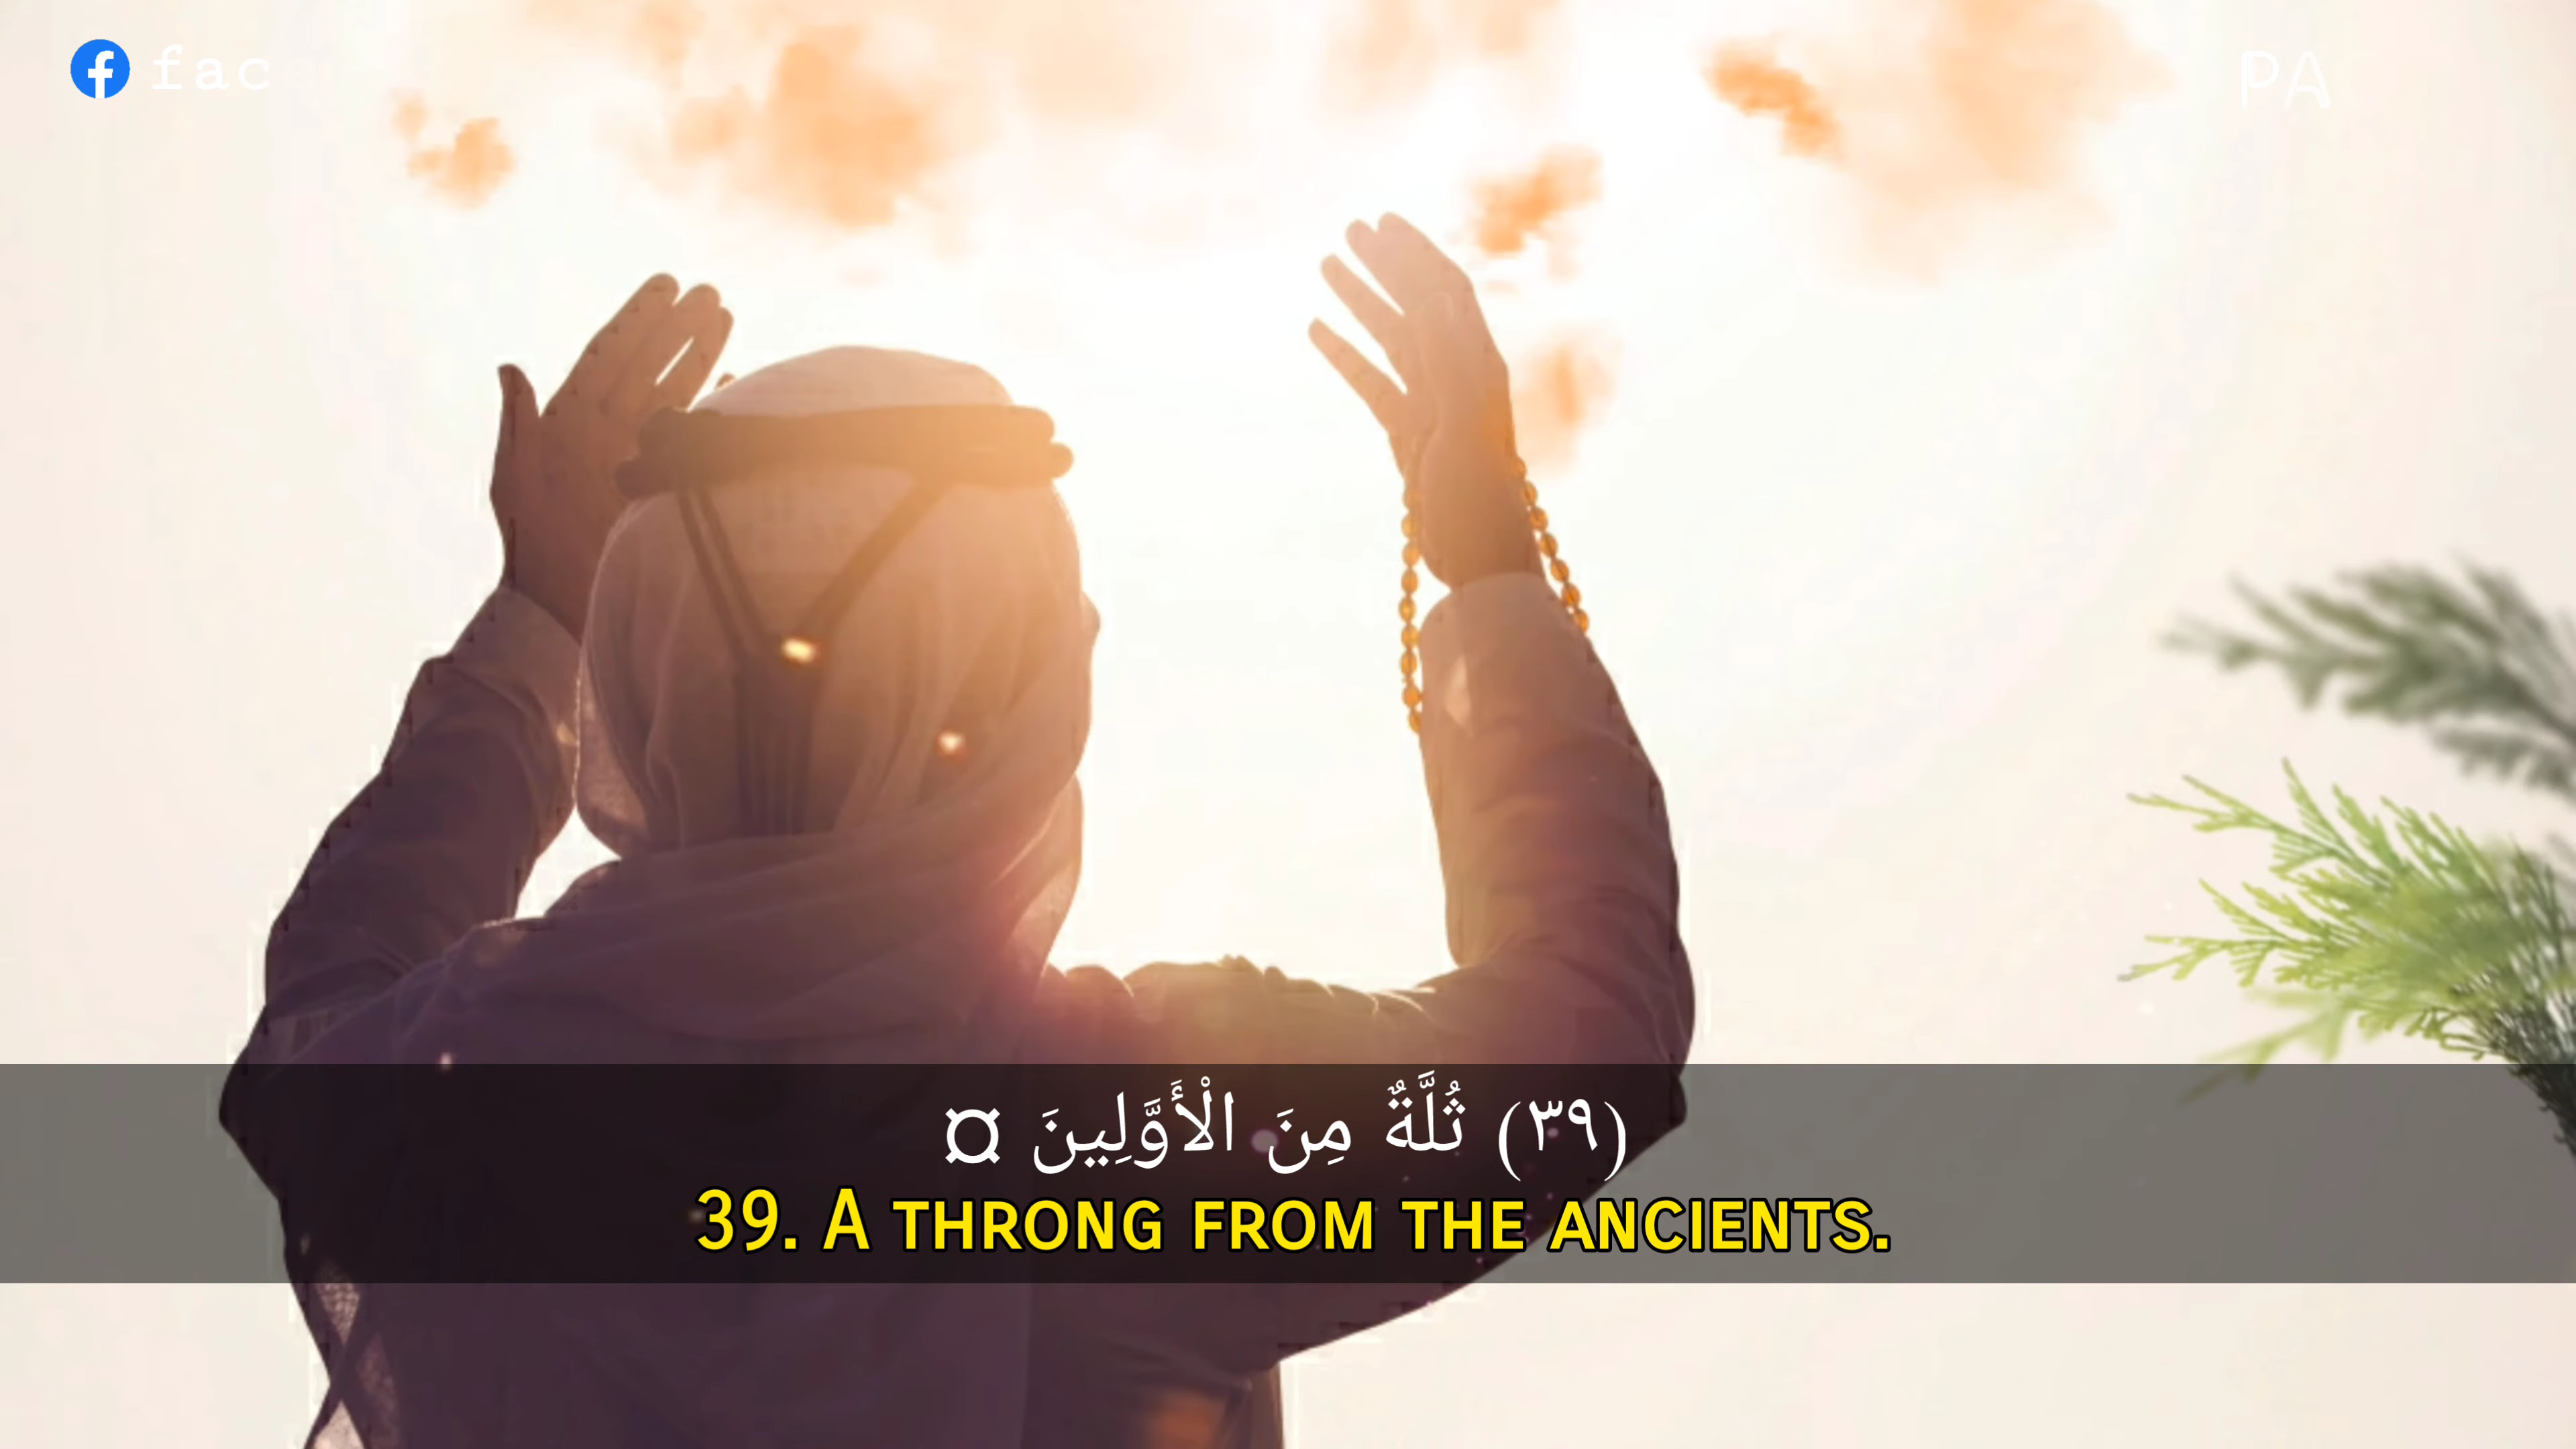 fac
PA
(٣٩) ثُلَّةٌ مِنَ الْأَوَّلِينَ ¤
39. A THRONG FROM THE ANCIENTS.